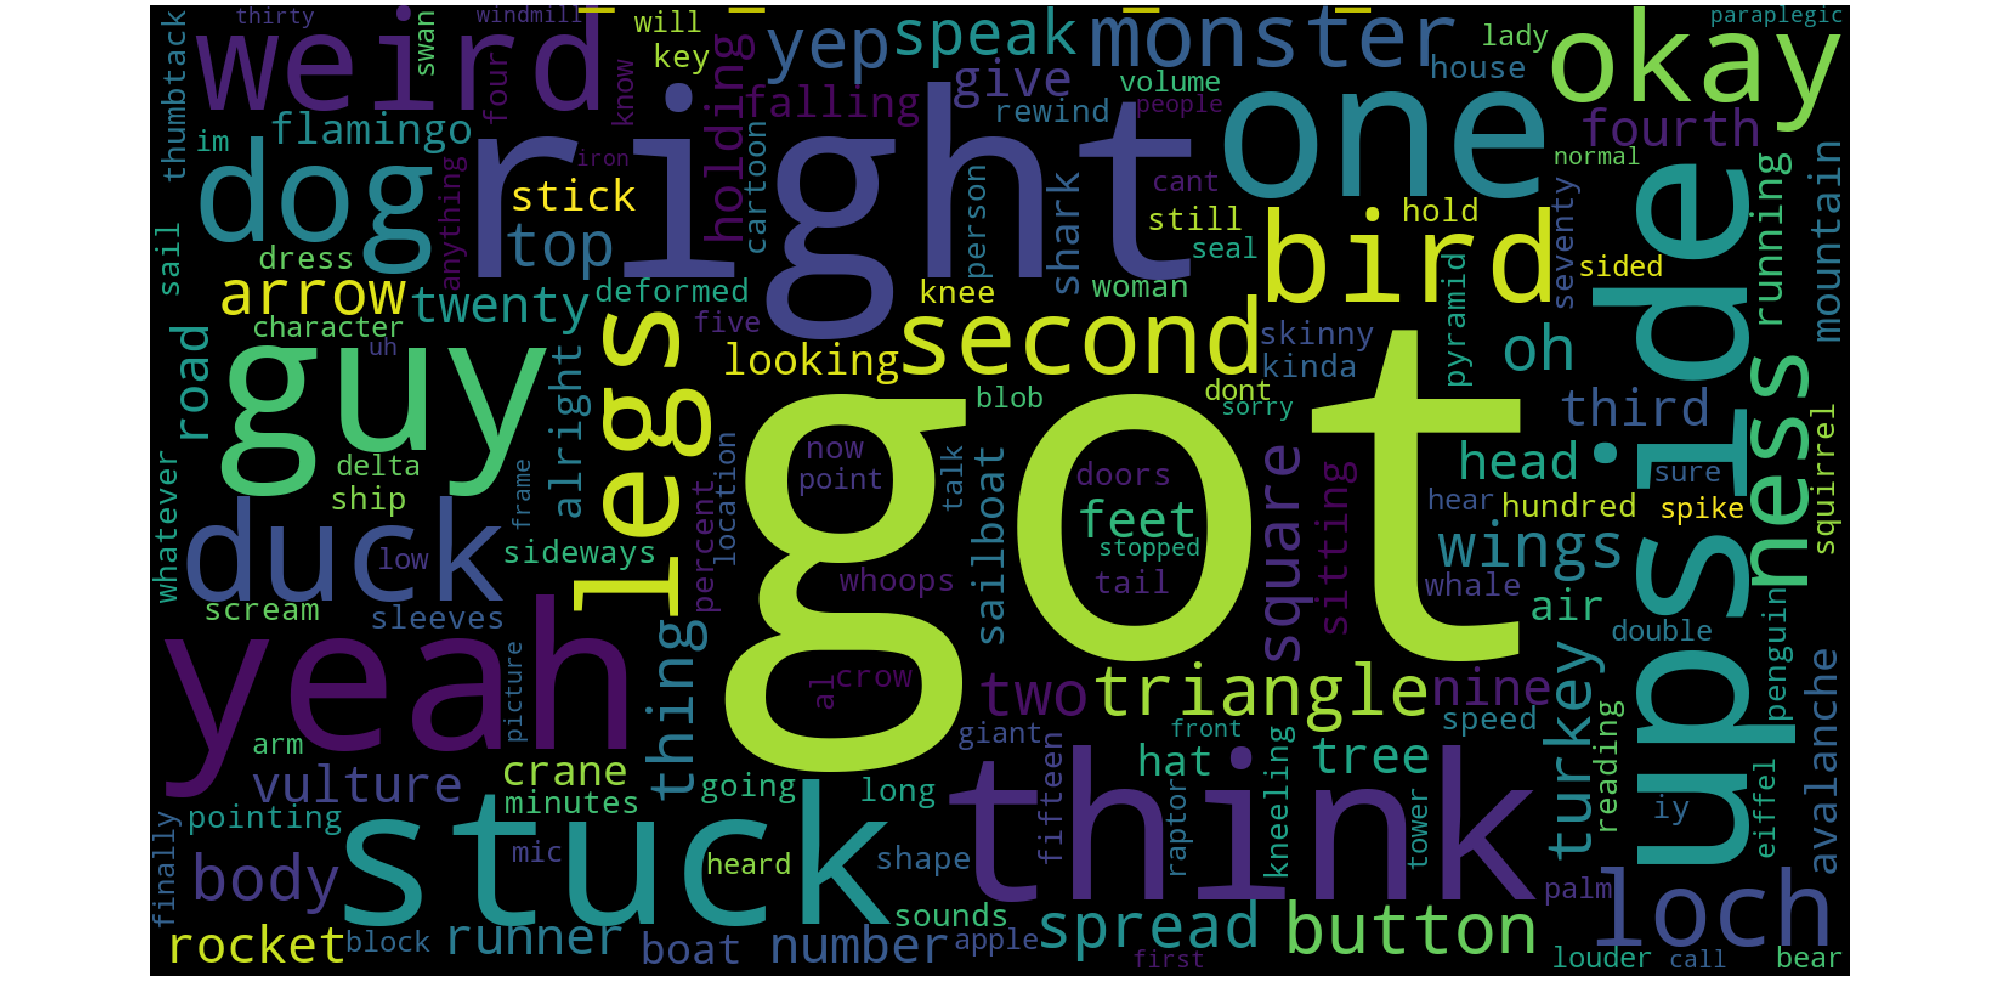 thirty
windmill
will
weird
swan
key
yep
speak
monster
lady
paraplegic
okay
thumbtack
four
know
holding
falling
give
volume
people
house
rewind
one
fourth
im
flamingo
dog
right
iron
cartoon
normal
anything
stick
top
person
shark
cant
still
seal
bird
hold
upside
running
mountain
sail
dress
arrow
twenty
deformed
knee
woman
seventy
sided
character
uh
five
second
skinny
kinda
pyramid
oh
road
guy
alright
legs
looking
got
blob
dont
sorry
third
ness
squirrel
whatever
delta
ship
frame
location
now
point
talk
sailboat
doors
square
sitting
head
sure
hear
hundred
spike
duck
low
sideways
percent
feet
stopped
wings
scream
sleeves
whoops
tail
whale
air
double
penguin
yeah
picture
thing
al
crow
two
triangle
nine
turkey
avalanche
arm
vulture
crane
minutes
going
long
giant
front
speed
hat
tree
reading
eiffel
pointing
stuck
think
fifteen
raptor
kneeling
tower
iy
finally
body
mic
heard
shape
palm
loch
sounds
spread
button
rocket
block
runner
boat
number
apple
first
louder
call
bear